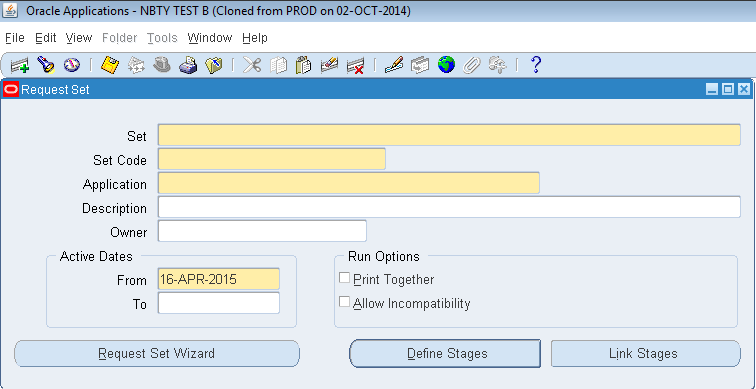 Oracle Applications - NBTY TEST B (Cloned from PROD on 02-OCT-2014)
File Edit View Folder Tools Window Help
Request Set
Set
Set Code
Application
Description
Owner
Active Dates
From 16-APR-2015
To
Run Options
Print Together
Allow Incompatibility
Request Set Wizard Define Stages Link Stages